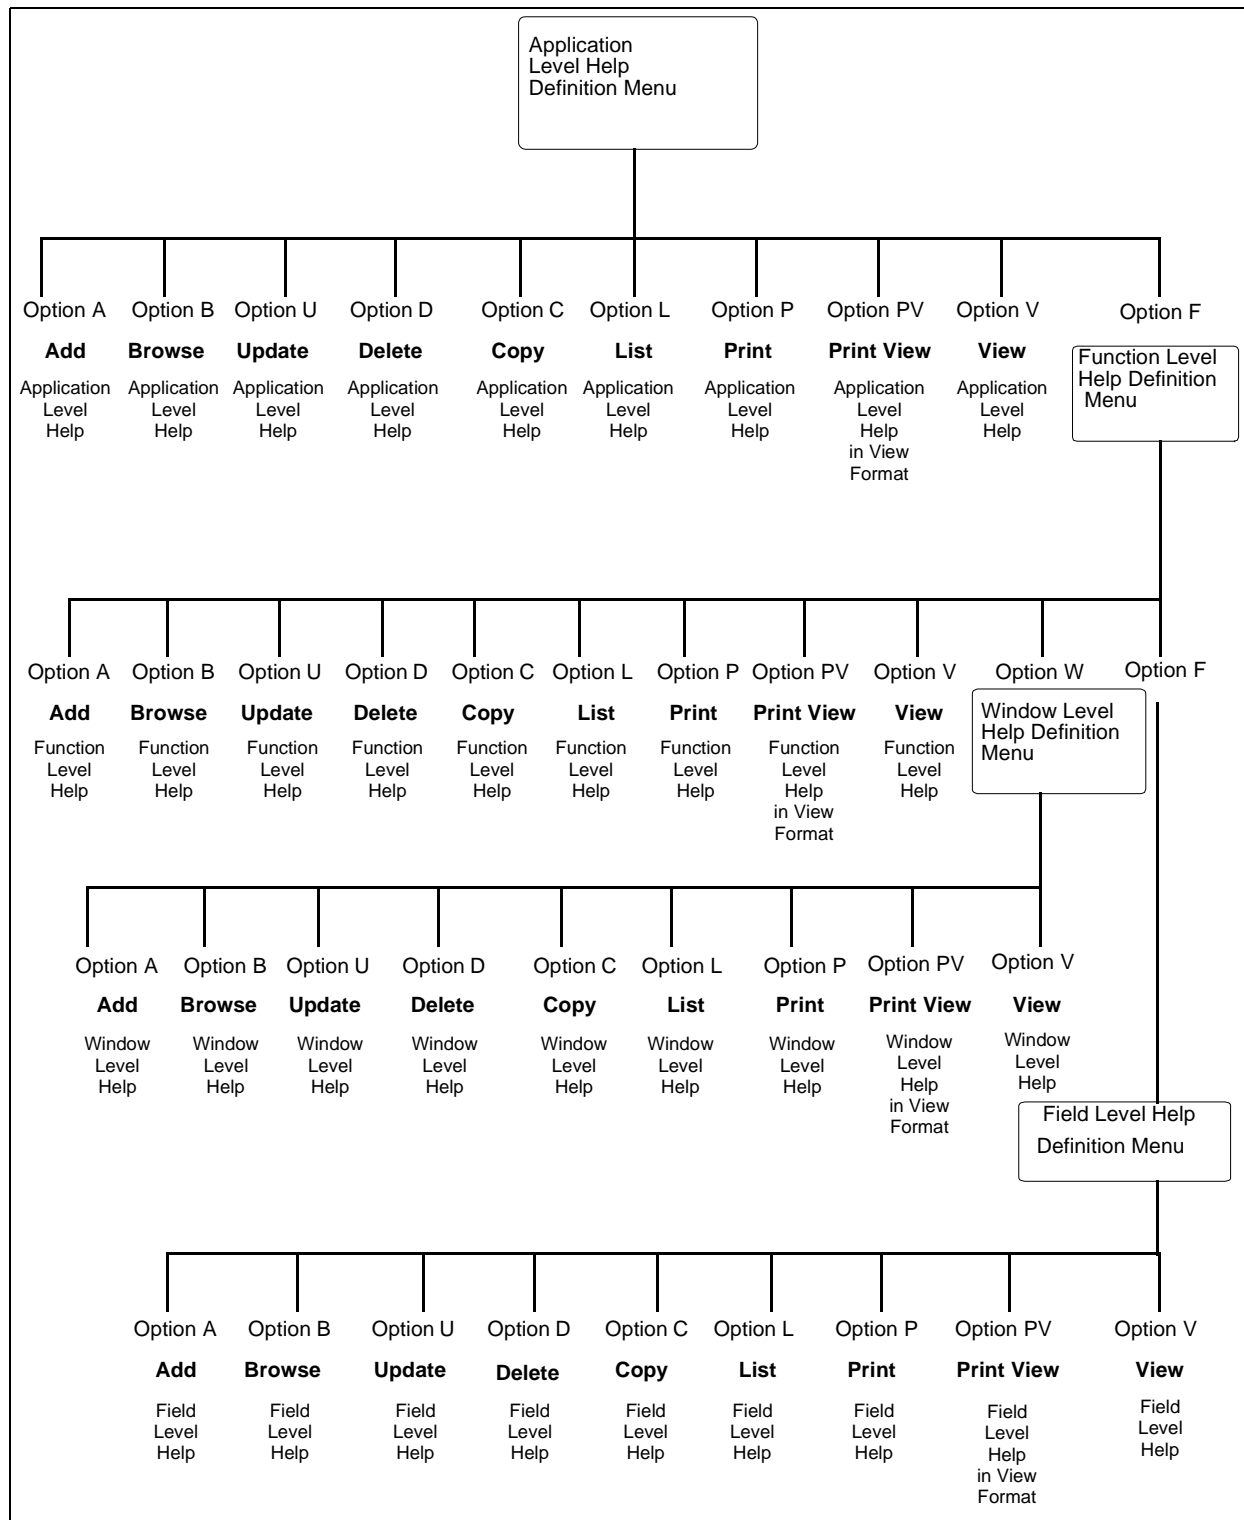 Application
Level Help
Definition Menu
Option A Option B Option U Option D Option C Option L Option P Option PV Option V Option F
Add Browse Update Delete Copy List Print Print View View
Function Level
Help Definition
Menu
Application Application Application Application Application Application Application Application Application
Level Level Level Level Level Level Level Level Level
Help Help Help Help Help Help Help Help Help
in View
Format
Option A Option B Option U Option D Option C Option L Option P Option PV Option V Option W Option F
Add Browse Update Delete Copy List Print Print View View
Window Level
Help Definition
Menu
Function Function Function Function Function Function Function Function Function
Level Level Level Level Level Level Level Level Level
Help Help Help Help Help Help Help Help Help
in View
Format
Option A Option B Option U Option D Option C Option L Option P Option PV Option V
Add Browse Update Delete Copy List Print Print View View
Window Window Window Window Window Window Window Window Window
Level Level Level Level Level Level Level Level Level
Help Help Help Help Help Help Help Help Help
in View
Format
Field Level Help
Definition Menu
Option A Option B Option U Option D Option C Option L Option P Option PV Option V
Add Browse Update Delete Copy List Print Print View View
Field Field Field Field Field Field Field Field Field
Level Level Level Level Level Level Level Level Level
Help Help Help Help Help Help Help Help Help
in View
Format